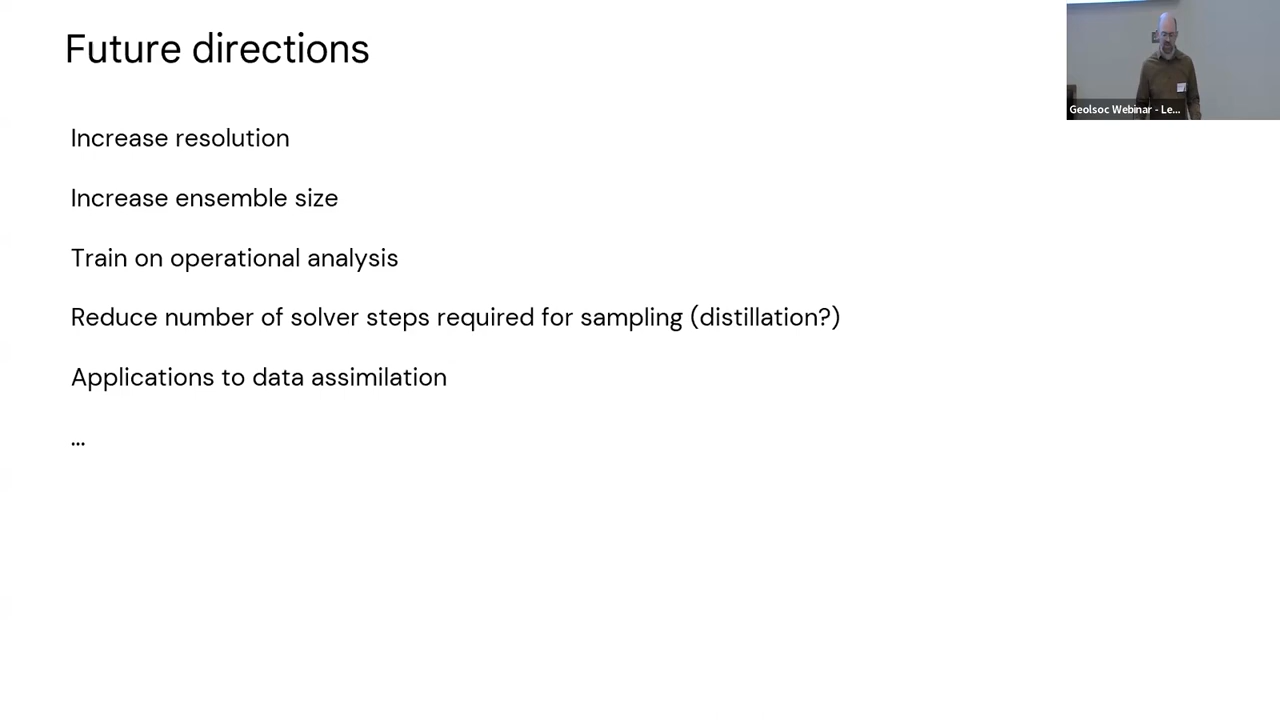 Future directions
Geolsoc Webinar - Le...
Increase resolution
Increase ensemble size
Train on operational analysis
Reduce number of solver steps required for sampling (distillation?)
Applications to data assimilation
...